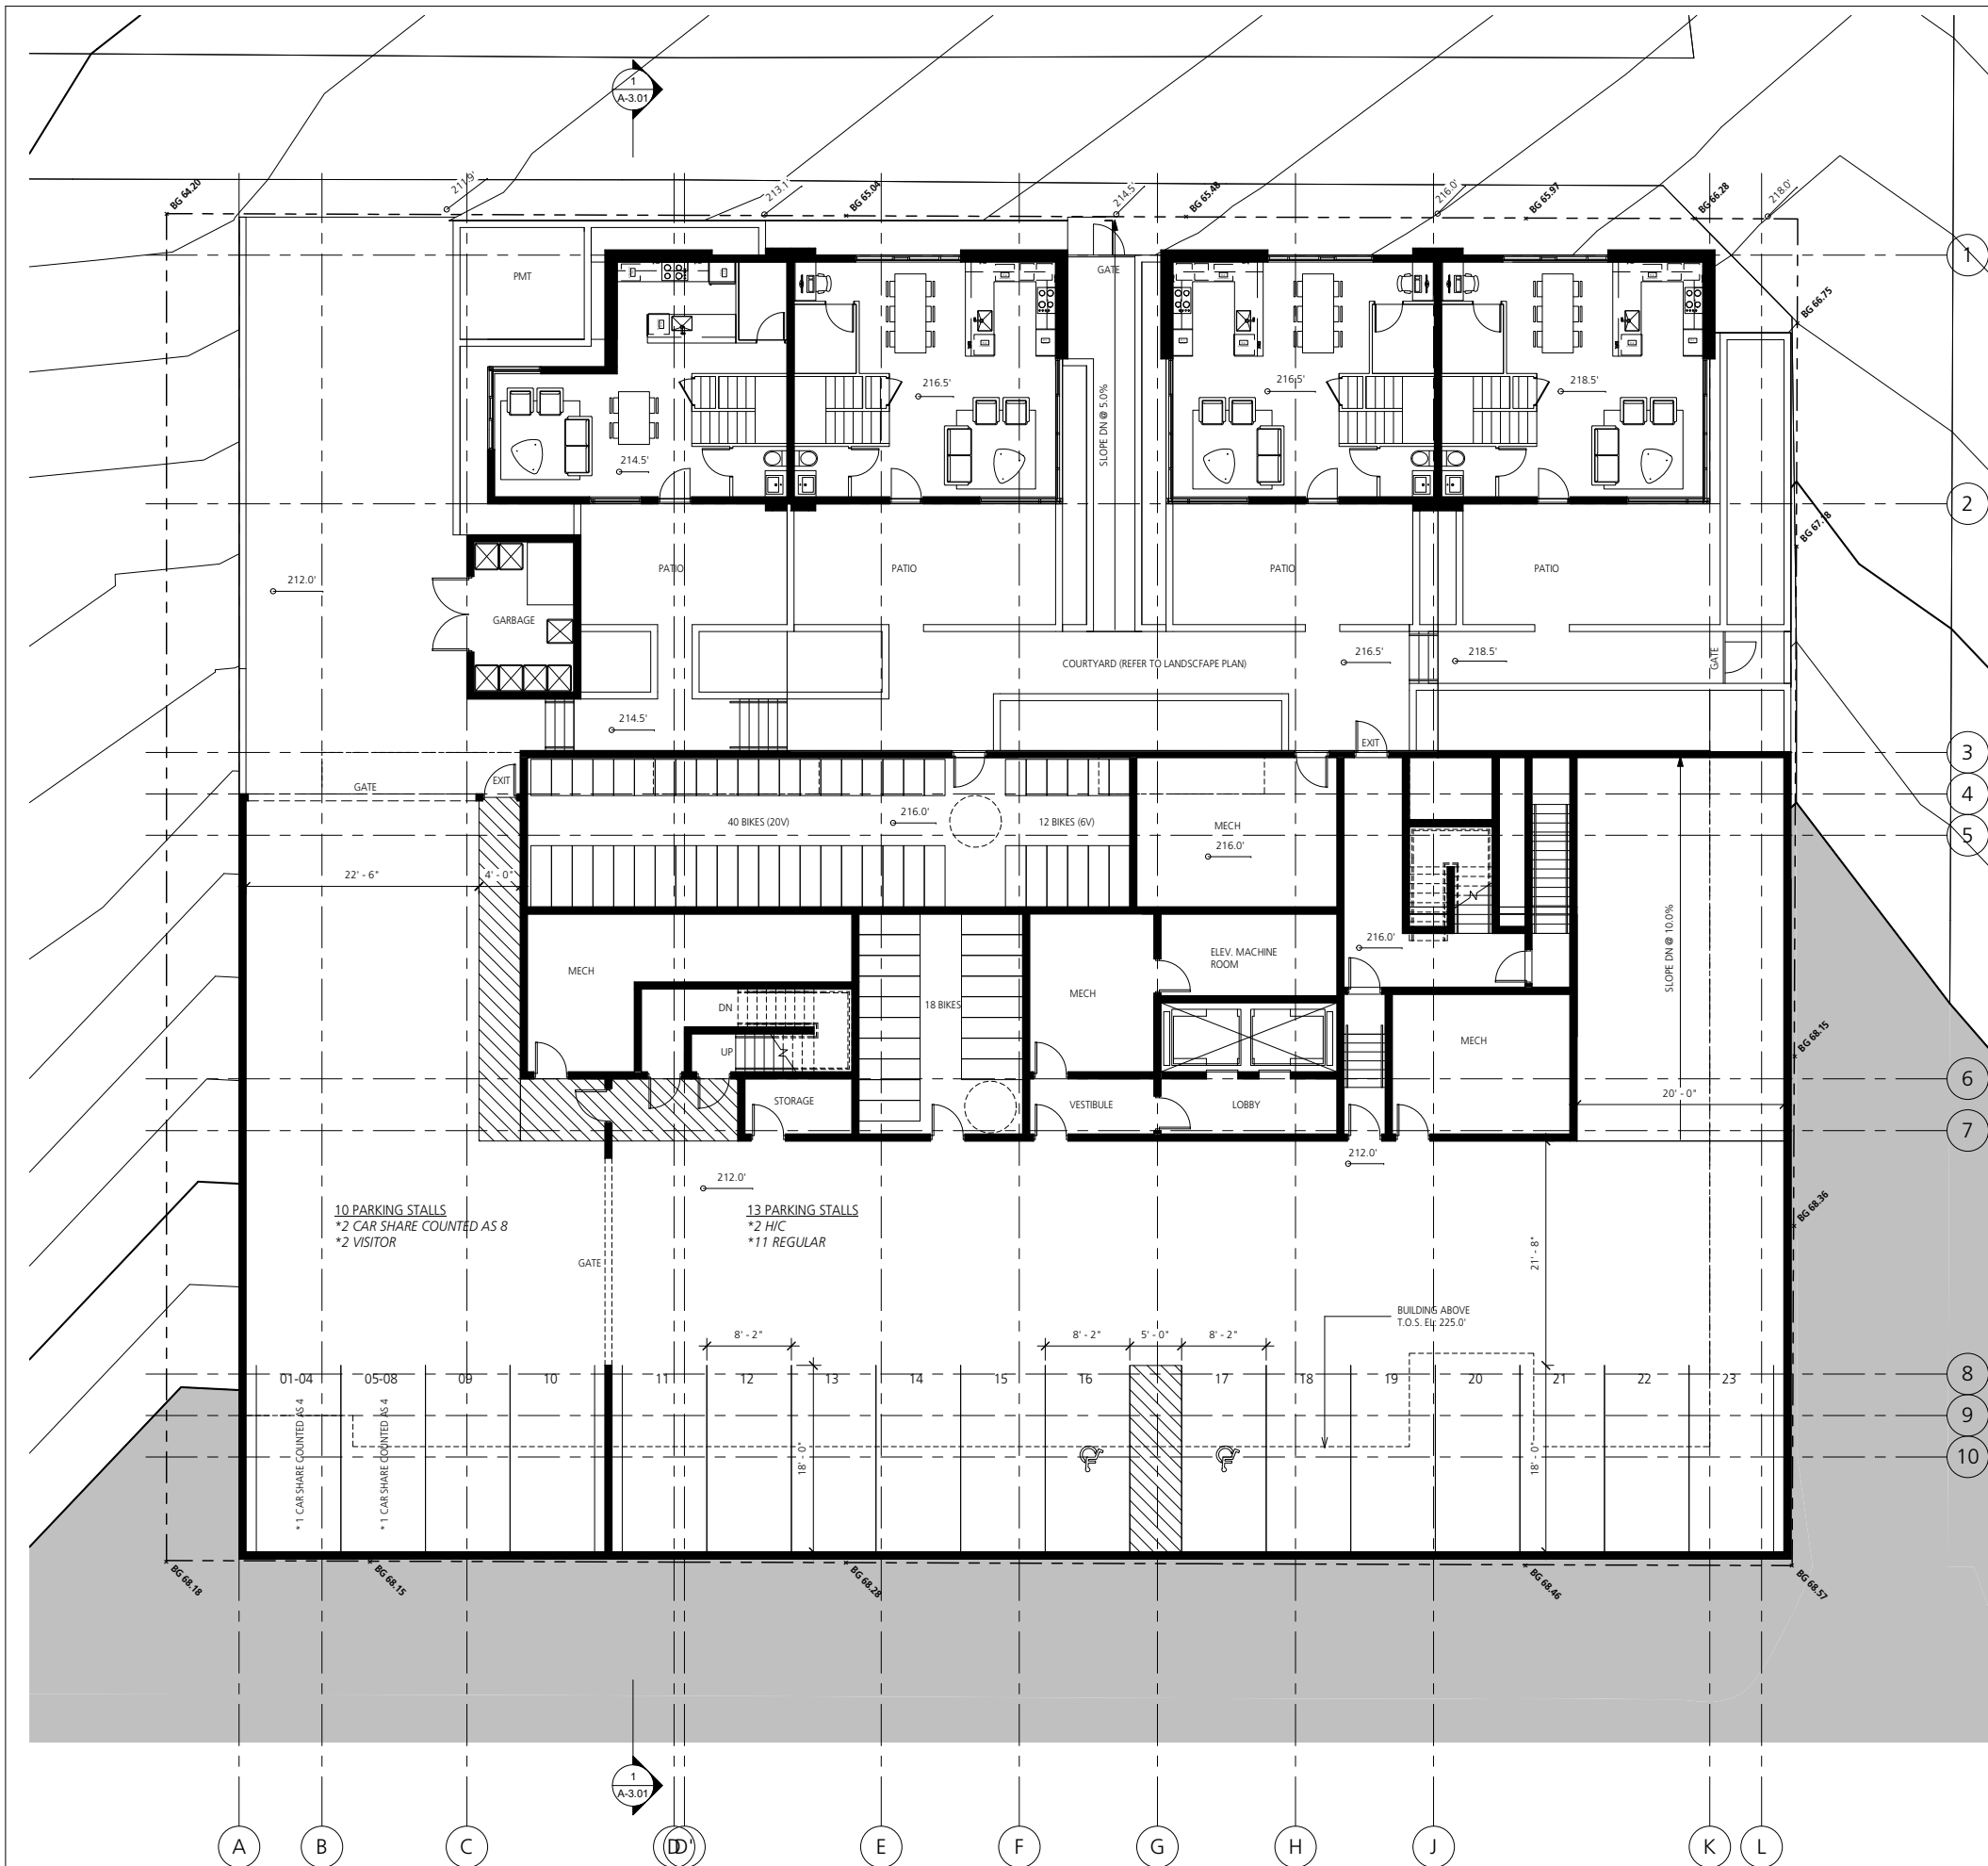 1
A-3.01
BG 64.20
211.9'
213.1'
BG 65.04
214.5'
BG 65.48
216.0'
BG 65.97
BG 66.28
218.0'
1
PMT
GATE
BG 66.75
216.5'
SLOPE DN @ 5.0%
216.5'
218.5'
214.5'
2
BG 67.18
PATIO
PATIO
PATIO
PATIO
212.0'
GARBAGE
COURTYARD (REFER TO LANDSCFAPE PLAN)
216.5'
218.5'
GATE
214.5'
EXIT
3
EXIT
GATE
4
40 BIKES (20V)
216.0'
12 BIKES (6V)
MECH
5
216.0'
22' - 6"
4' - 0"
216.0'
ELEV. MACHINE
ROOM
SLOPE DN @ 10.0%
MECH
MECH
18 BIKES
DN
UP
MECH
BG 68.15
6
20' - 0"
STORAGE
VESTIBULE
LOBBY
7
212.0'
212.0'
BG 68.36
10 PARKING STALLS
*2 CAR SHARE COUNTED AS 8
*2 VISITOR
13 PARKING STALLS
*2 H/C
*11 REGULAR
GATE
21' - 8"
BUILDING ABOVE
T.O.S. EL: 225.0'
8' - 2"
8' - 2"
5' - 0"
8' - 2"
01-04
05-08
09
10
11
12
13
14
15
16
17
18
19
20
21
22
23
8
9
* 1 CAR SHARE COUNTED AS 4
* 1 CAR SHARE COUNTED AS 4
18' - 0"
18' - 0"
10
BG 68.18
BG 68.15
BG 68.28
BG 68.46
BG 68.57
1
A-3.01
A
B
C
D
D'
E
F
G
H
J
K
L